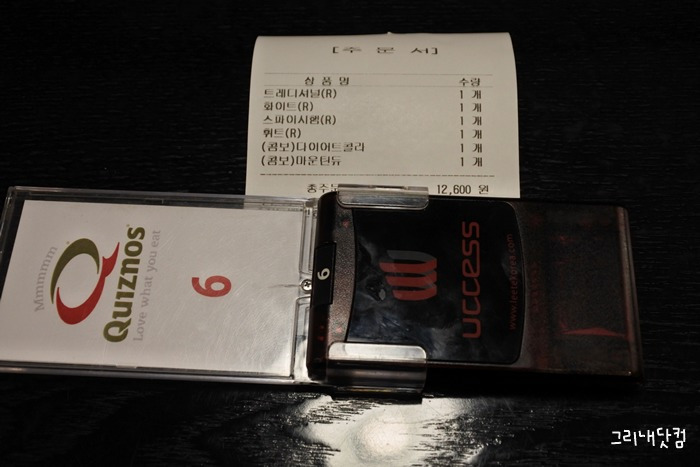 [주 문 서]
상 품 명 수량
트레디셔널(R) 1 개
화이트(R) 1 개
스파이시햄(R) 1 개
휘트(R) 1 개
(콤보)다이어트콜라 1 개
(콤보)마운틴듀 1 개
12,600 원
Mmmmmm
QUIZNOS
Love what you eat
6
6
uccess
그리내닷컴